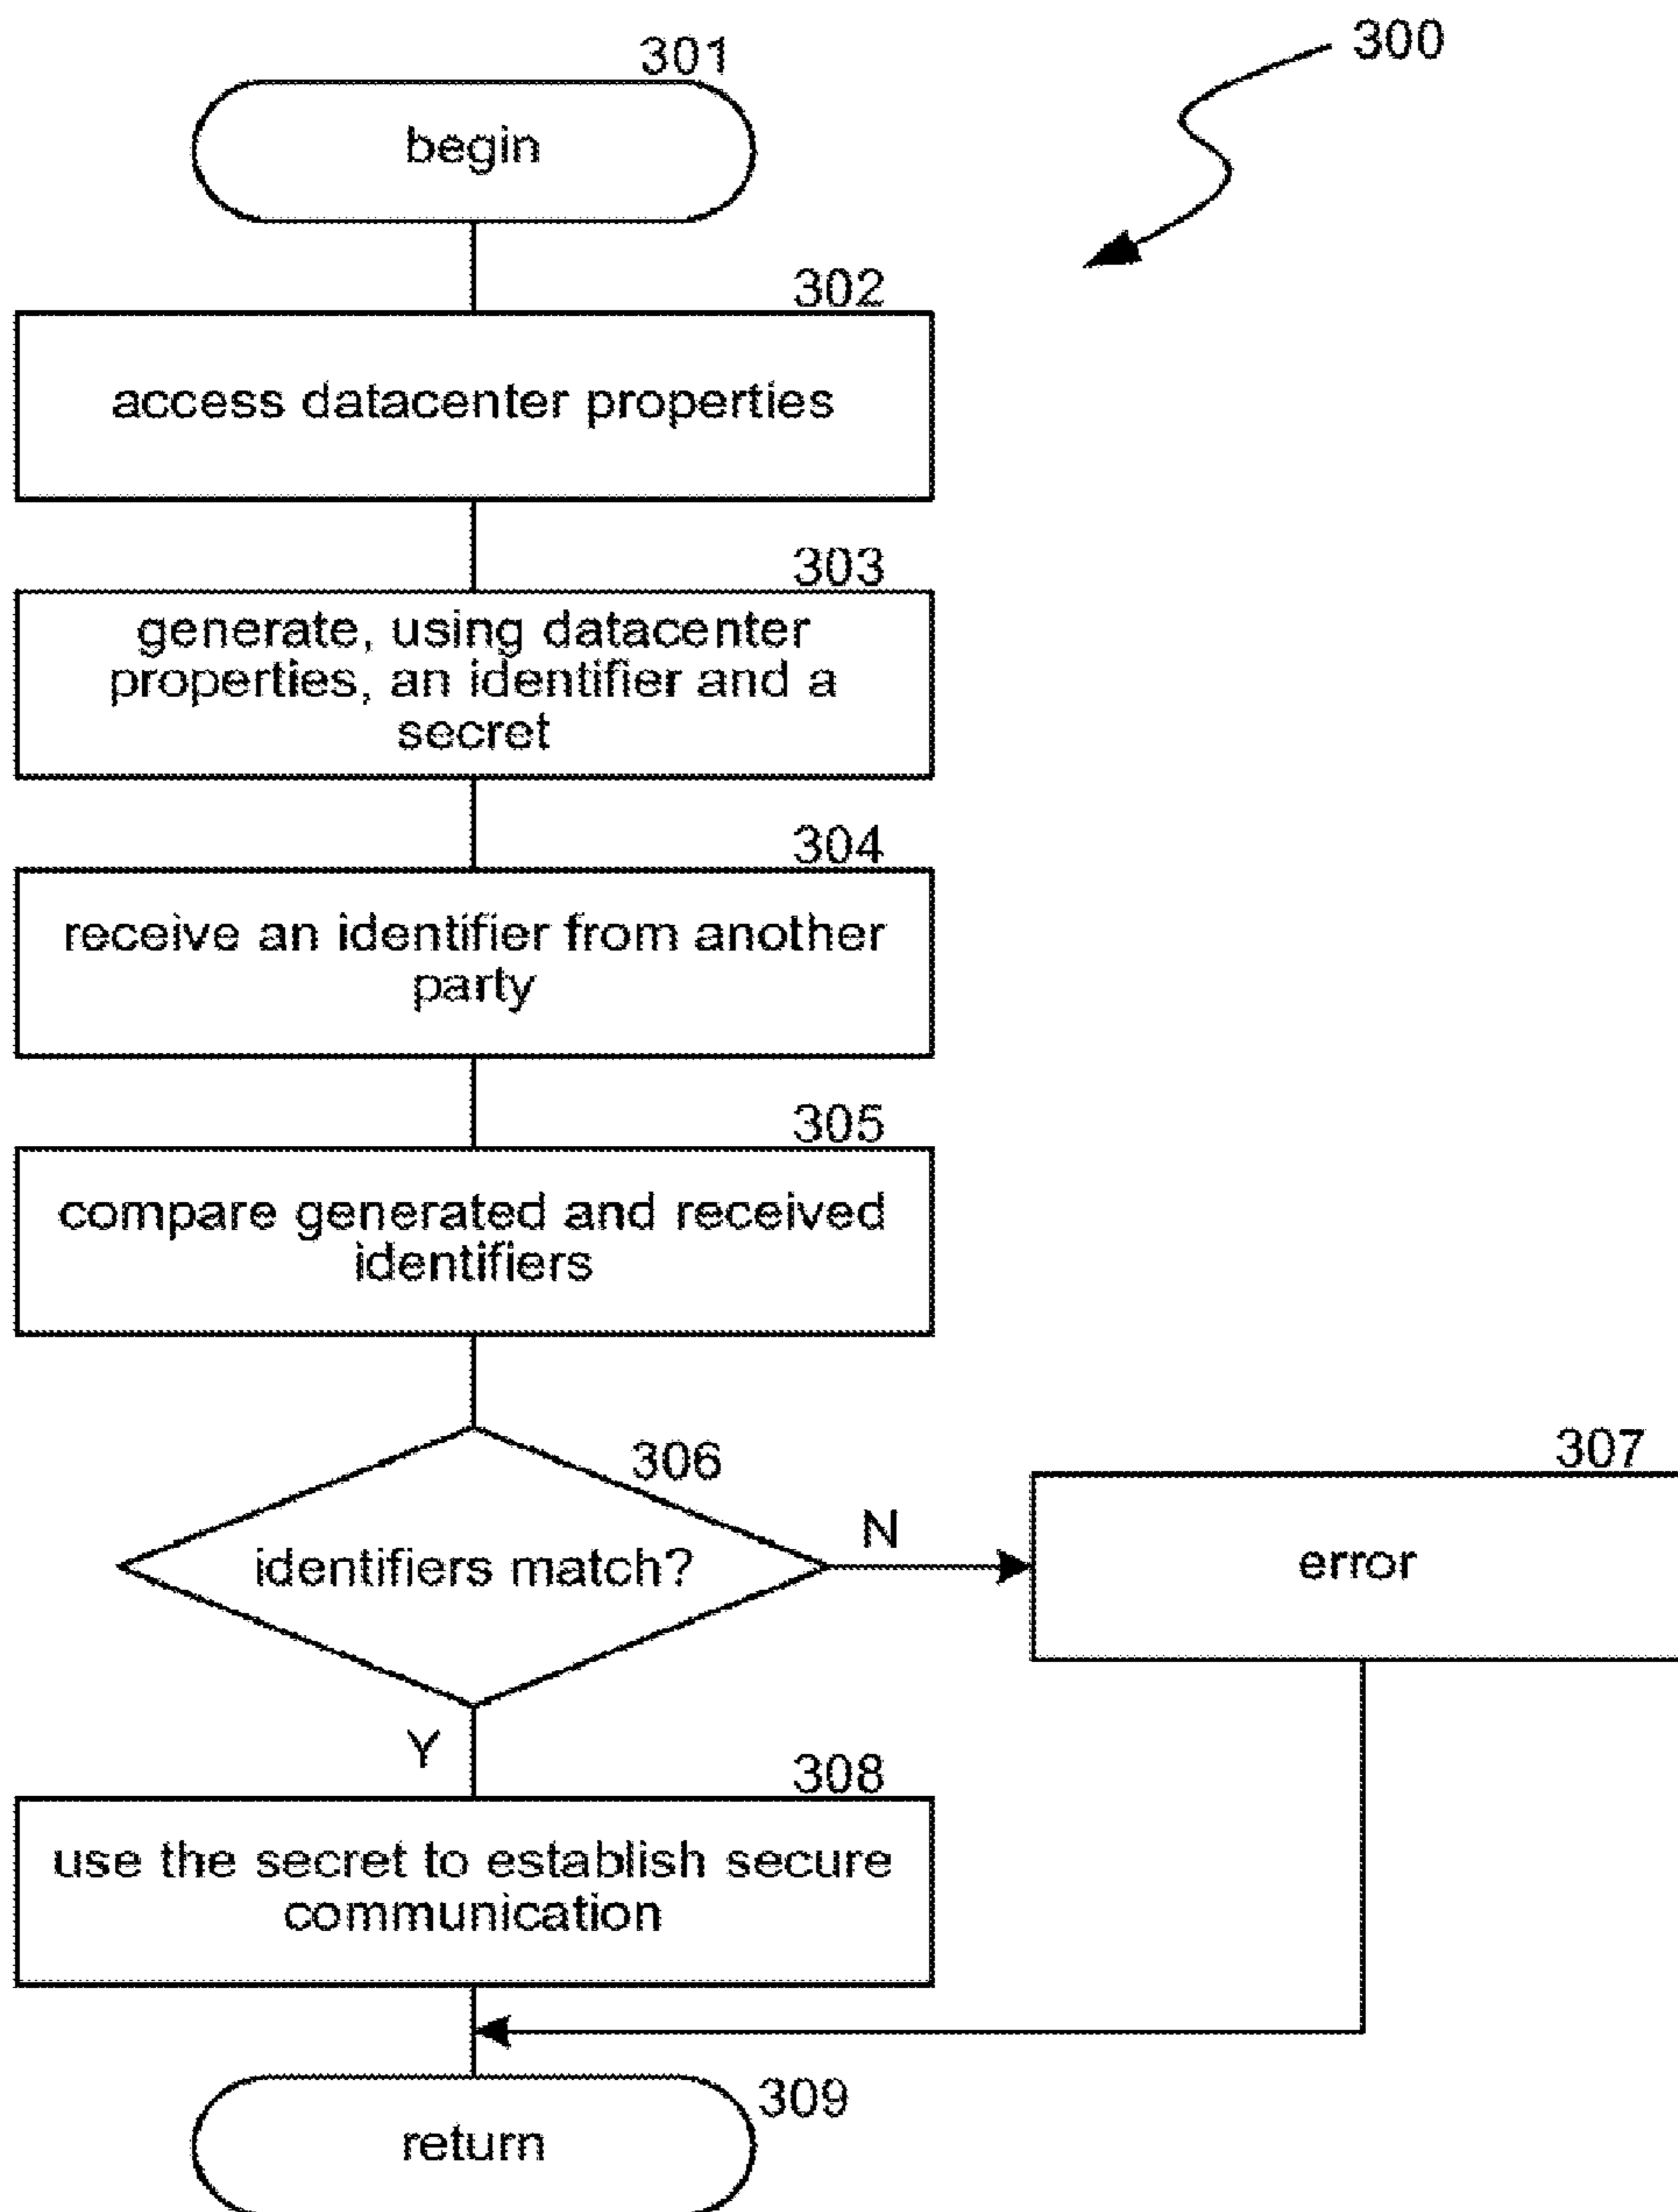 300
301
begin
302
access datacenter properties
303
generate, using datacenter
properties, an identifier and a
secret
304
receive an identifier from another
party
305
compare generated and received
identifiers
306
identifiers match?
N
307
error
Y
308
use the secret to establish secure
communication
309
return